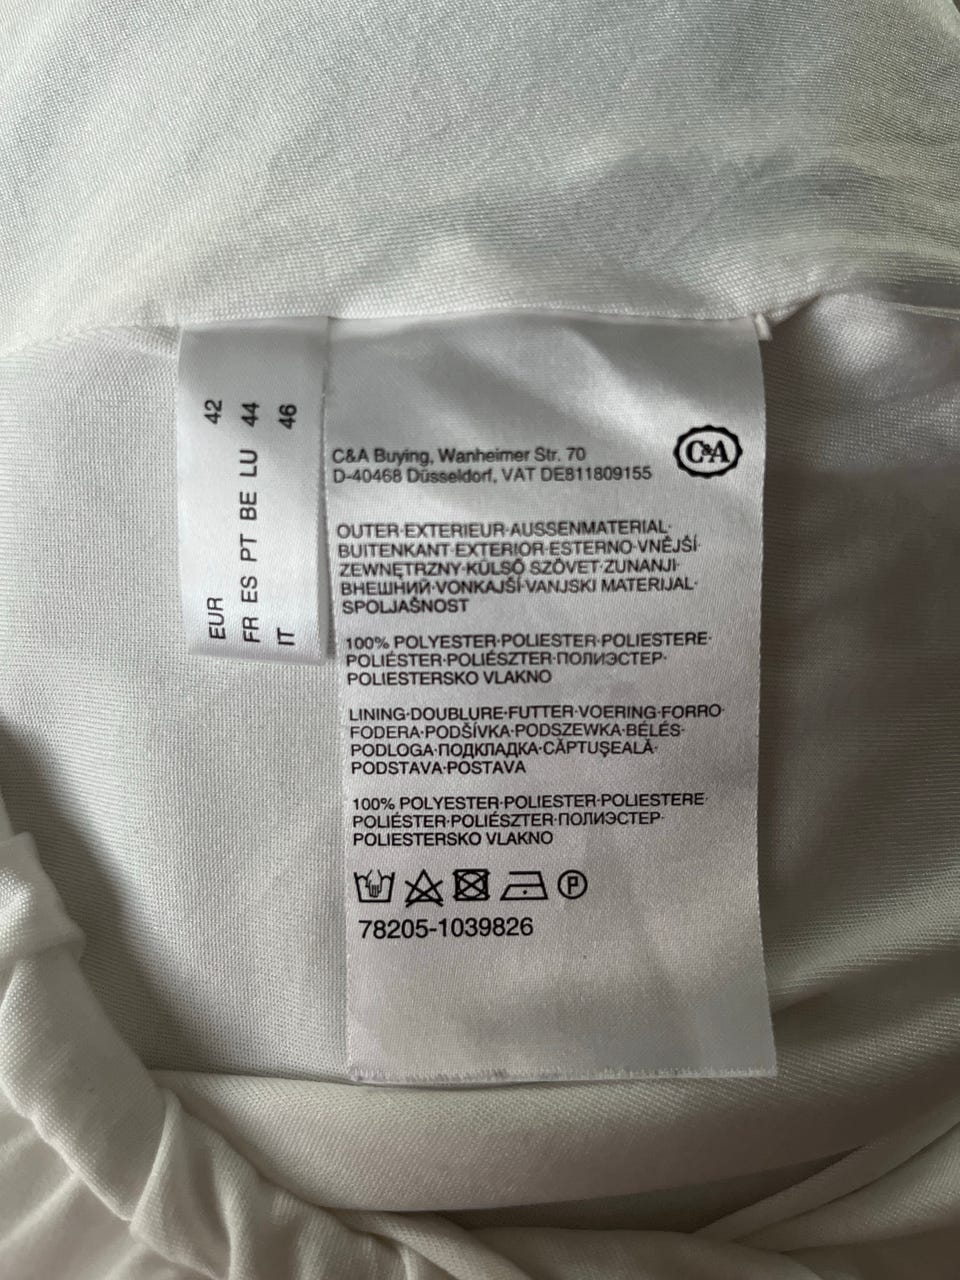 EUR 42
FR ES PT BE LU 44
IT 46
C&A Buying, Wanheimer Str. 70
D-40468 Düsseldorf, VAT DE811809155
C&A
OUTER·EXTERIEUR·AUSSENMATERIAL·
BUITENKANT·EXTERIOR·ESTERNO·VNĚJŠÍ·
ZEWNĘTRZNY·KÜLSŐ SZÖVET·ZUNANJI·
ВНЕШНИЙ·VONKAJŠÍ·VANJSKI MATERIJAL·
SPOLJAŠNOST
100% POLYESTER·POLIESTER·POLIESTERE·
POLIÉSTER·POLIÉSZTER·ПОЛИЭСТЕР·
POLIESTERSKO VLAKNO
LINING·DOUBLURE·FUTTER·VOERING·FORRO·
FODERA·PODŠÍVKA·PODSZEWKA·BÉLÉS·
PODLOGA·ПОДКЛАДКА·CĂPTUŞEALĂ·
PODSTAVA·POSTAVA
100% POLYESTER·POLIESTER·POLIESTERE·
POLIÉSTER·POLIÉSZTER·ПОЛИЭСТЕР·
POLIESTERSKO VLAKNO
P
78205-1039826